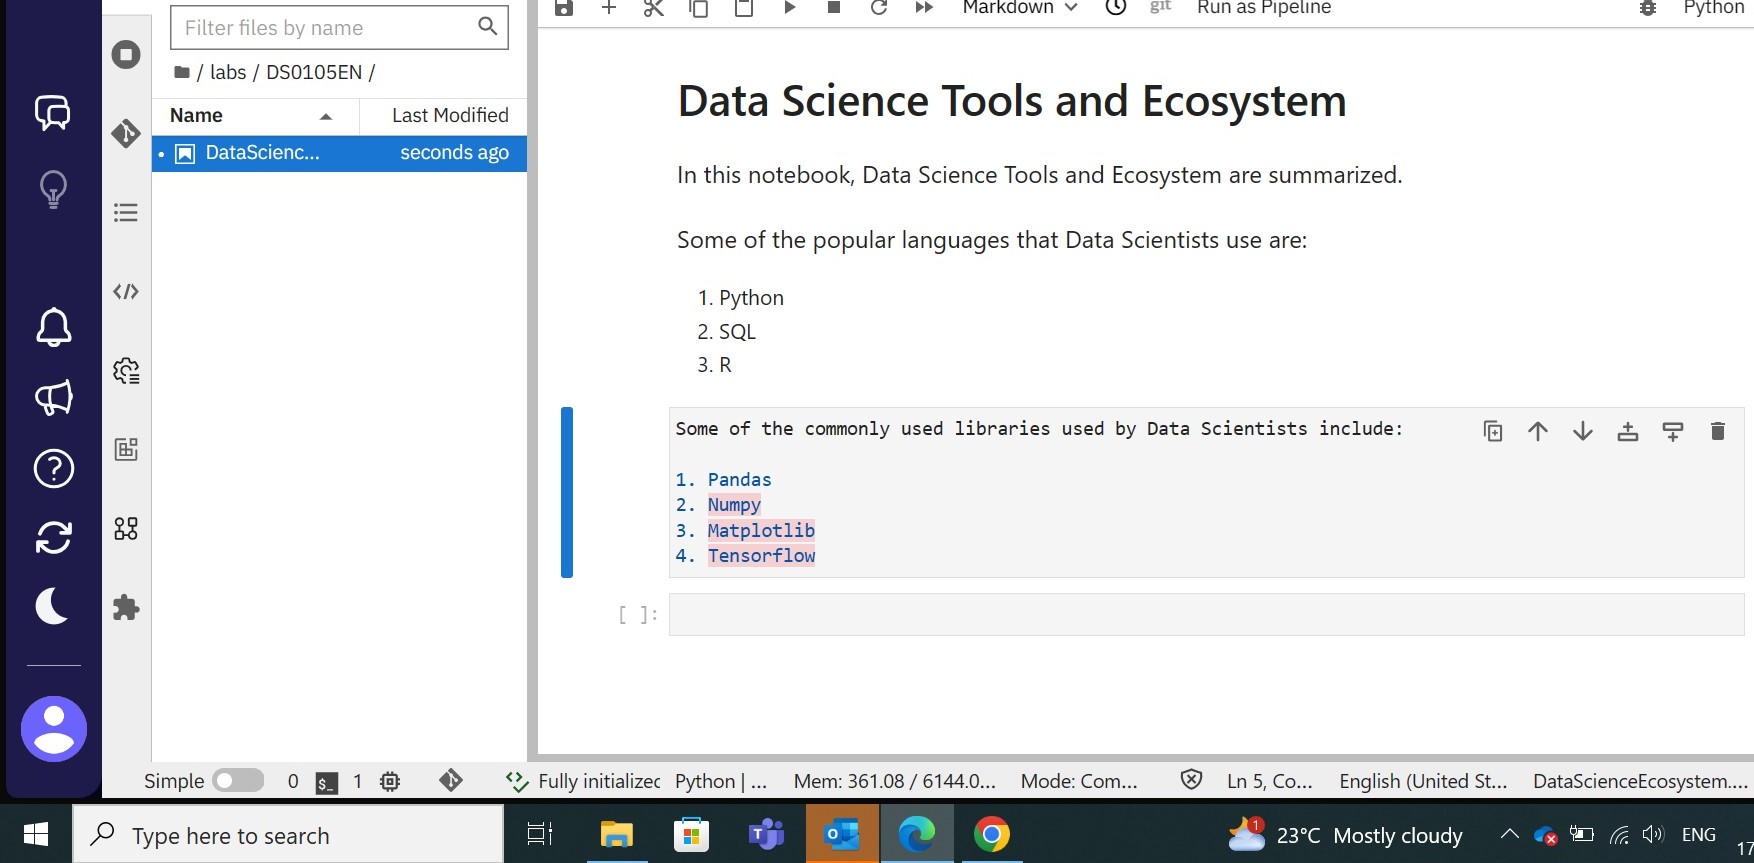 Filter files by name
/ labs / DS0105EN /
Name Last Modified
DataScienc... seconds ago
Markdown git Run as Pipeline Python
Data Science Tools and Ecosystem
In this notebook, Data Science Tools and Ecosystem are summarized.
Some of the popular languages that Data Scientists use are:
1. Python
2. SQL
3. R
Some of the commonly used libraries used by Data Scientists include:
1. Pandas
2. Numpy
3. Matplotlib
4. Tensorflow
[ ]:
Simple 0 $_ 1 Fully initialized Python | ... Mem: 361.08 / 6144.0... Mode: Com... Ln 5, Co... English (United St... DataScienceEcosystem....
Type here to search 1 23°C Mostly cloudy ENG 17